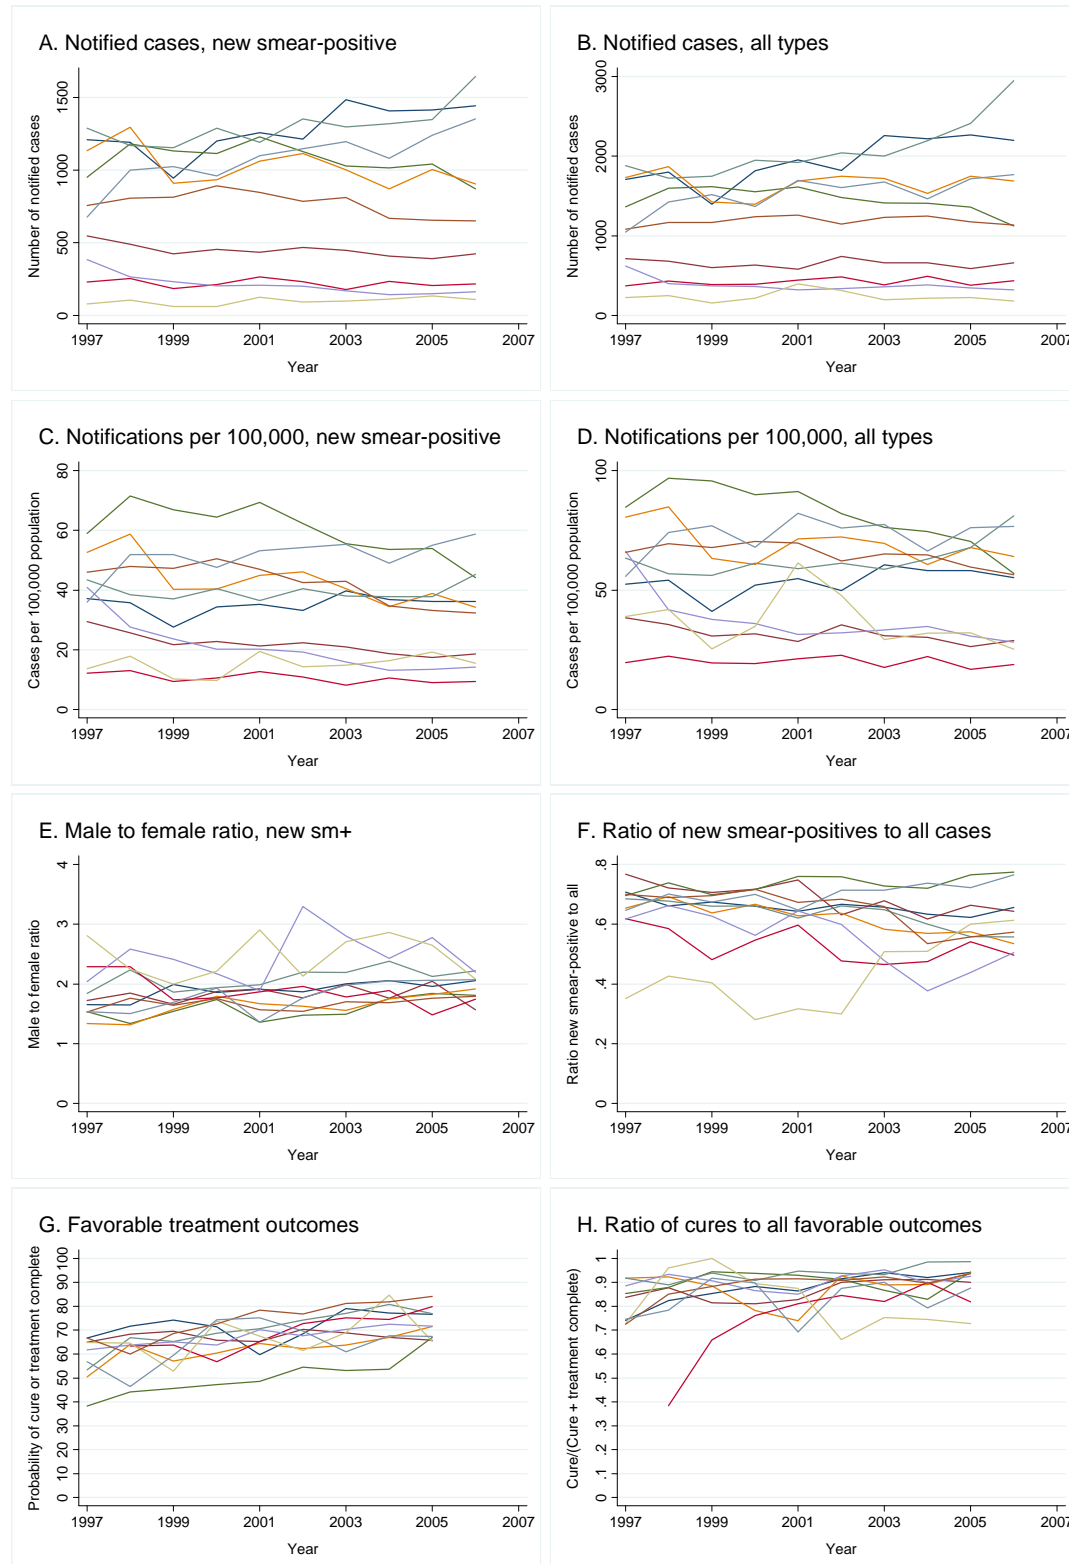 A. Notified cases, new smear-positive
Number of notified cases
1500
1000
500
0
1997 1999 2001 2003 2005 2007
Year
B. Notified cases, all types
Number of notified cases
3000
2000
1000
0
1997 1999 2001 2003 2005 2007
Year
C. Notifications per 100,000, new smear-positive
Cases per 100,000 population
80
60
40
20
0
1997 1999 2001 2003 2005 2007
Year
D. Notifications per 100,000, all types
Cases per 100,000 population
100
50
0
1997 1999 2001 2003 2005 2007
Year
E. Male to female ratio, new sm+
Male to female ratio
4
3
2
1
0
1997 1999 2001 2003 2005 2007
Year
F. Ratio of new smear-positives to all cases
Ratio new smear-positive to all
.8
.6
.4
.2
0
1997 1999 2001 2003 2005 2007
Year
G. Favorable treatment outcomes
Probability of cure or treatment complete
100
90
80
70
60
50
40
30
20
10
0
1997 1999 2001 2003 2005 2007
Year
H. Ratio of cures to all favorable outcomes
Cure/(Cure + treatment complete)
1
.9
.8
.7
.6
.5
.4
.3
.2
.1
0
1997 1999 2001 2003 2005 2007
Year